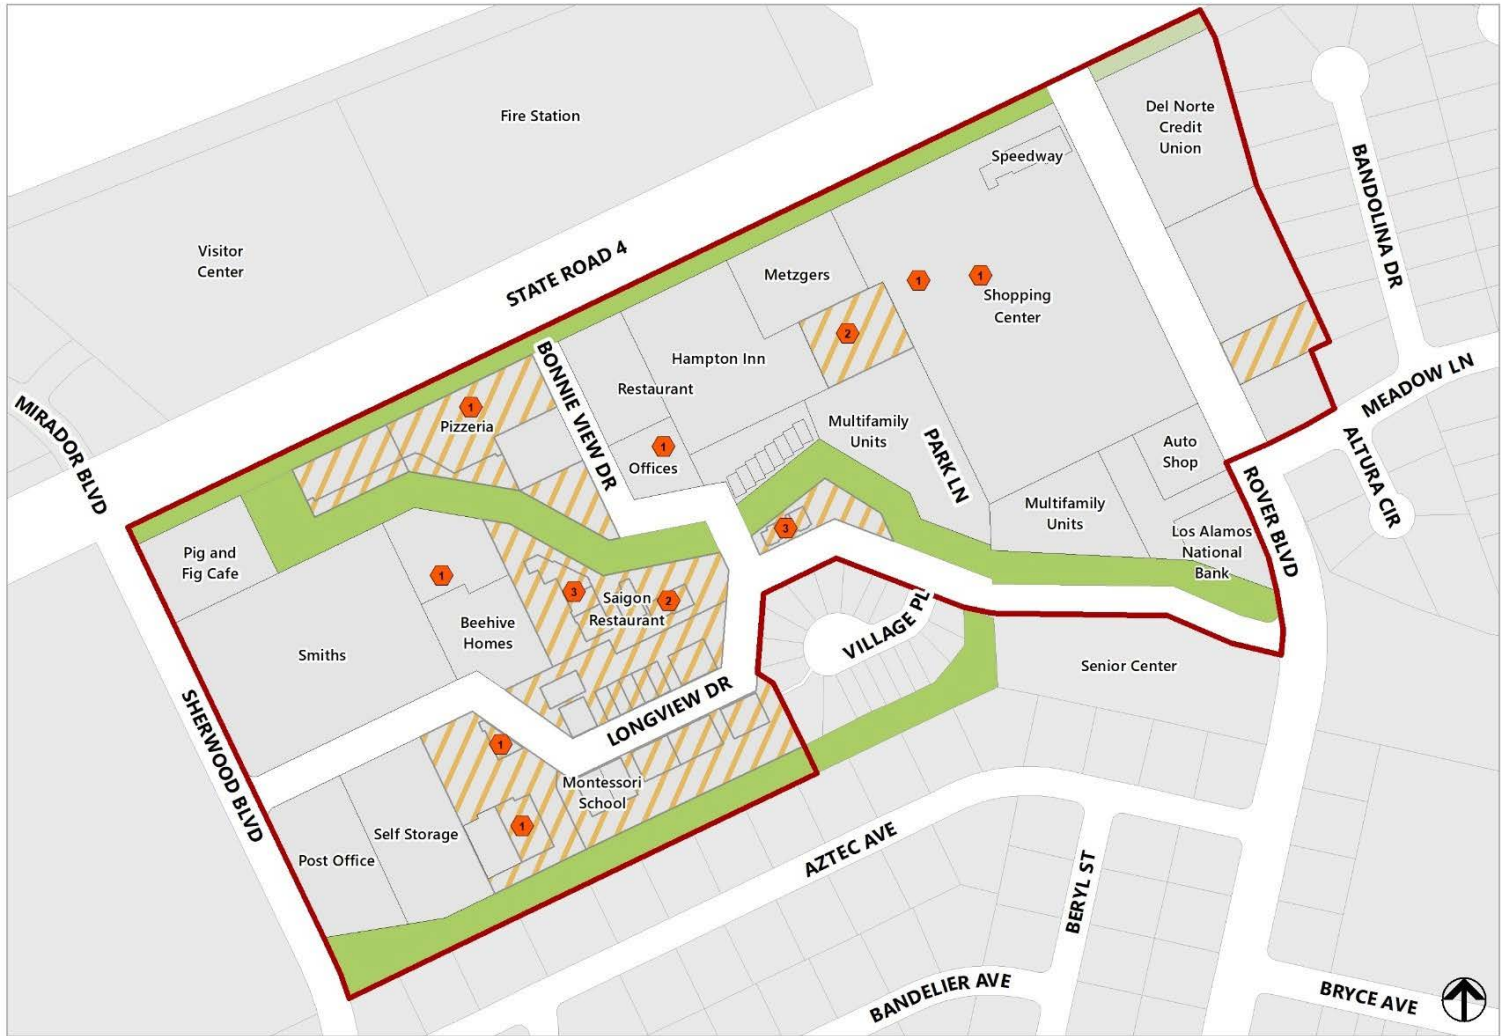 Fire Station
Del Norte
Credit
Union
Speedway
BANDOLINA DR
Visitor
Center
STATE ROAD 4
Metzgers
1
1
Shopping
Center
2
Hampton Inn
BONNIE VIEW DR
Restaurant
MEADOW LN
MIRADOR BLVD
1
Pizzeria
Multifamily
Units
1
Offices
PARK LN
Auto
Shop
ALTURA CIR
Multifamily
Units
ROVER BLVD
3
Los Alamos
National
Bank
Pig and
Fig Cafe
1
3
Saigon
Restaurant
2
Beehive
Homes
VILLAGE PL
Smiths
Senior Center
LONGVIEW DR
SHERWOOD BLVD
1
Montessori
School
Self Storage
1
Post Office
AZTEC AVE
BERYL ST
BANDELIER AVE
BRYCE AVE